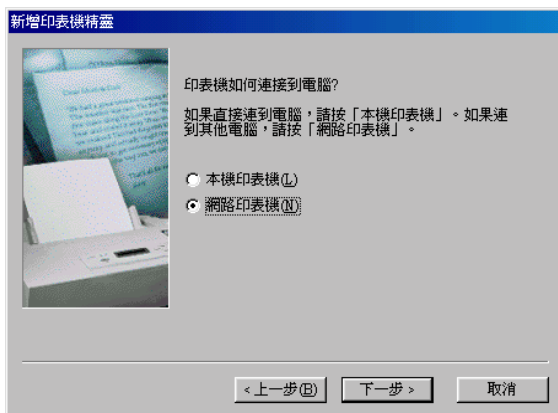 新增印表機精靈
印表機如何連接到電腦?
如果直接連到電腦，請按「本機印表機」。如果連
到其他電腦，請按「網路印表機」。
本機印表機(L)
網路印表機(N)
<上一步(B)
下一步 >
取消